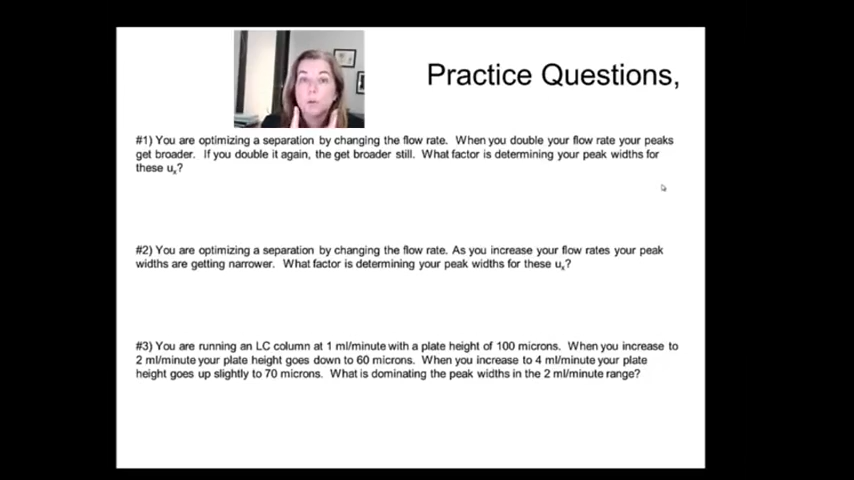 Practice Questions,
#1) You are optimizing a separation by changing the flow rate. When you double your flow rate your peaks
get broader. If you double it again, the get broader still. What factor is determining your peak widths for
these uₓ?
#2) You are optimizing a separation by changing the flow rate. As you increase your flow rates your peak
widths are getting narrower. What factor is determining your peak widths for these uₓ?
#3) You are running an LC column at 1 ml/minute with a plate height of 100 microns. When you increase to
2 ml/minute your plate height goes down to 60 microns. When you increase to 4 ml/minute your plate
height goes up slightly to 70 microns. What is dominating the peak widths in the 2 ml/minute range?